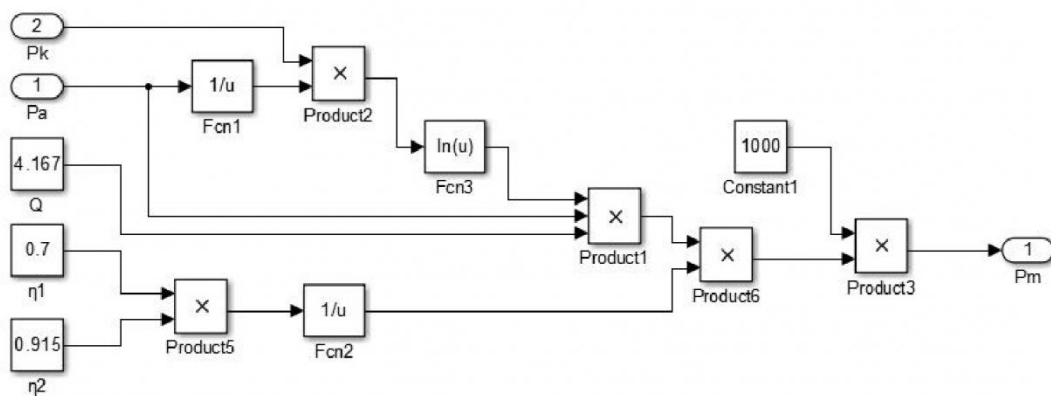 2
Pk
1
Pa
1/u
Fcn1
×
Product2
ln(u)
Fcn3
4.167
Q
×
Product1
1000
Constant1
×
Product6
×
Product3
1
Pm
0.7
η1
0.915
η2
×
Product5
1/u
Fcn2